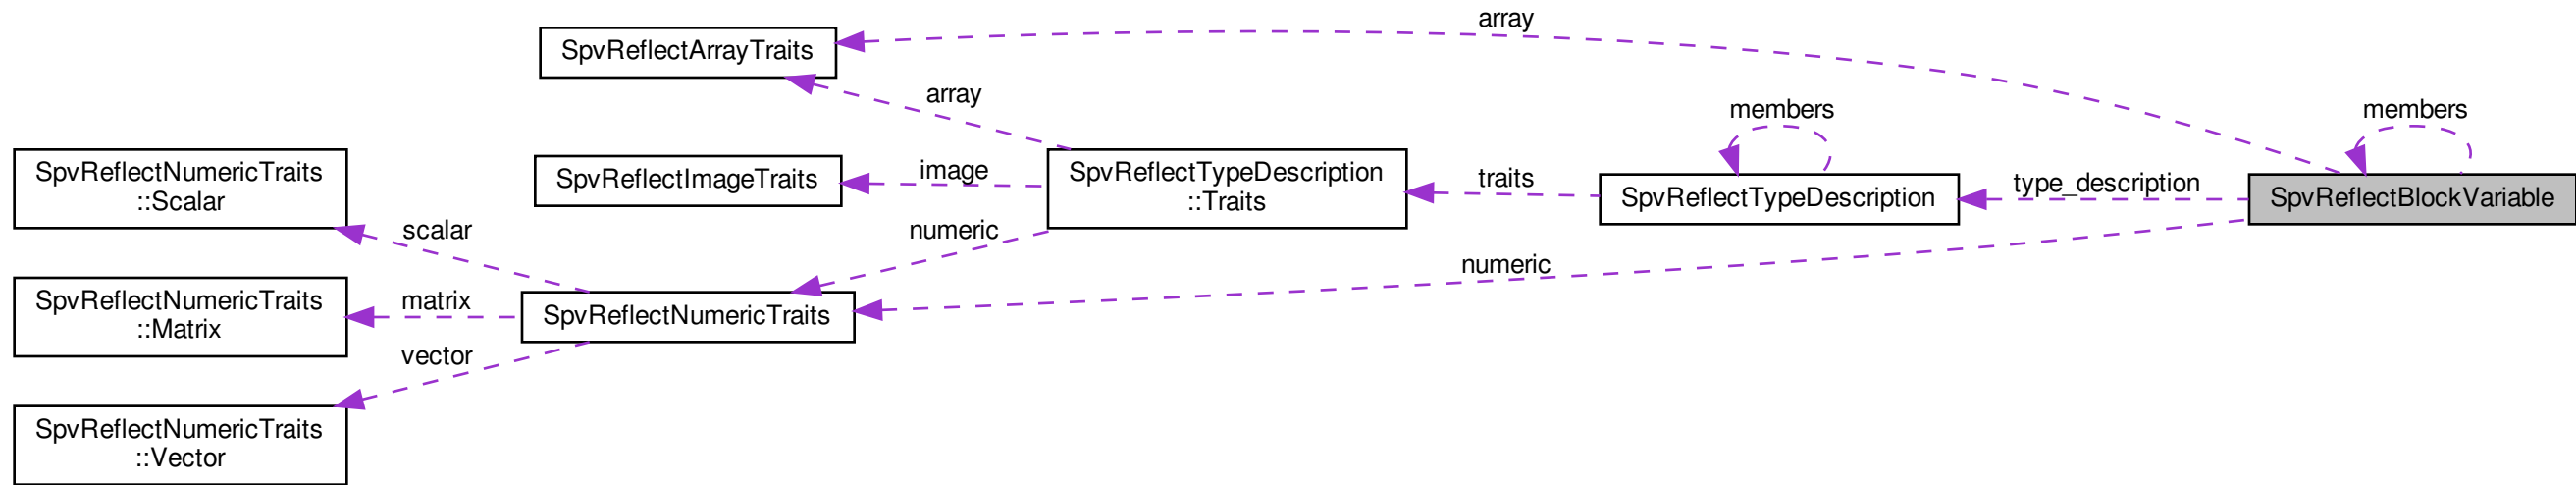 array
SpvReflectArrayTraits
array
members
members
SpvReflectNumericTraits
::Scalar
SpvReflectImageTraits
image
SpvReflectTypeDescription
::Traits
traits
SpvReflectTypeDescription
type_description
SpvReflectBlockVariable
scalar
numeric
numeric
SpvReflectNumericTraits
::Matrix
matrix
SpvReflectNumericTraits
vector
SpvReflectNumericTraits
::Vector